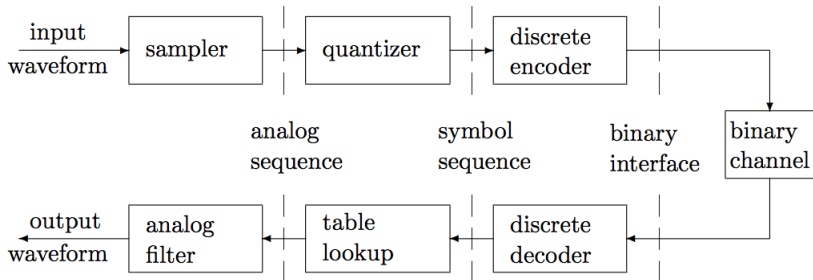 input
waveform
sampler
quantizer
discrete
encoder
analog
sequence
symbol
sequence
binary
interface
binary
channel
output
waveform
analog
filter
table
lookup
discrete
decoder